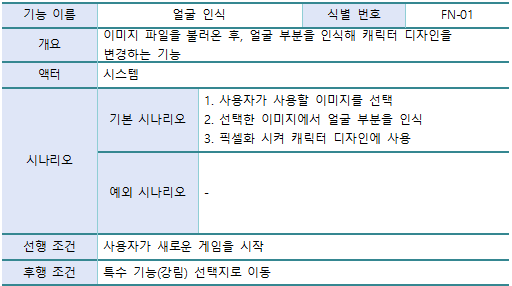 기능 이름 얼굴 인식 식별 번호 FN-01
개요 이미지 파일을 불러온 후, 얼굴 부분을 인식해 캐릭터 디자인을
변경하는 기능
액터 시스템
시나리오
기본 시나리오
1. 사용자가 사용할 이미지를 선택
2. 선택한 이미지에서 얼굴 부분을 인식
3. 픽셀화 시켜 캐릭터 디자인에 사용
예외 시나리오 -
선행 조건 사용자가 새로운 게임을 시작
후행 조건 특수 기능(강림) 선택지로 이동